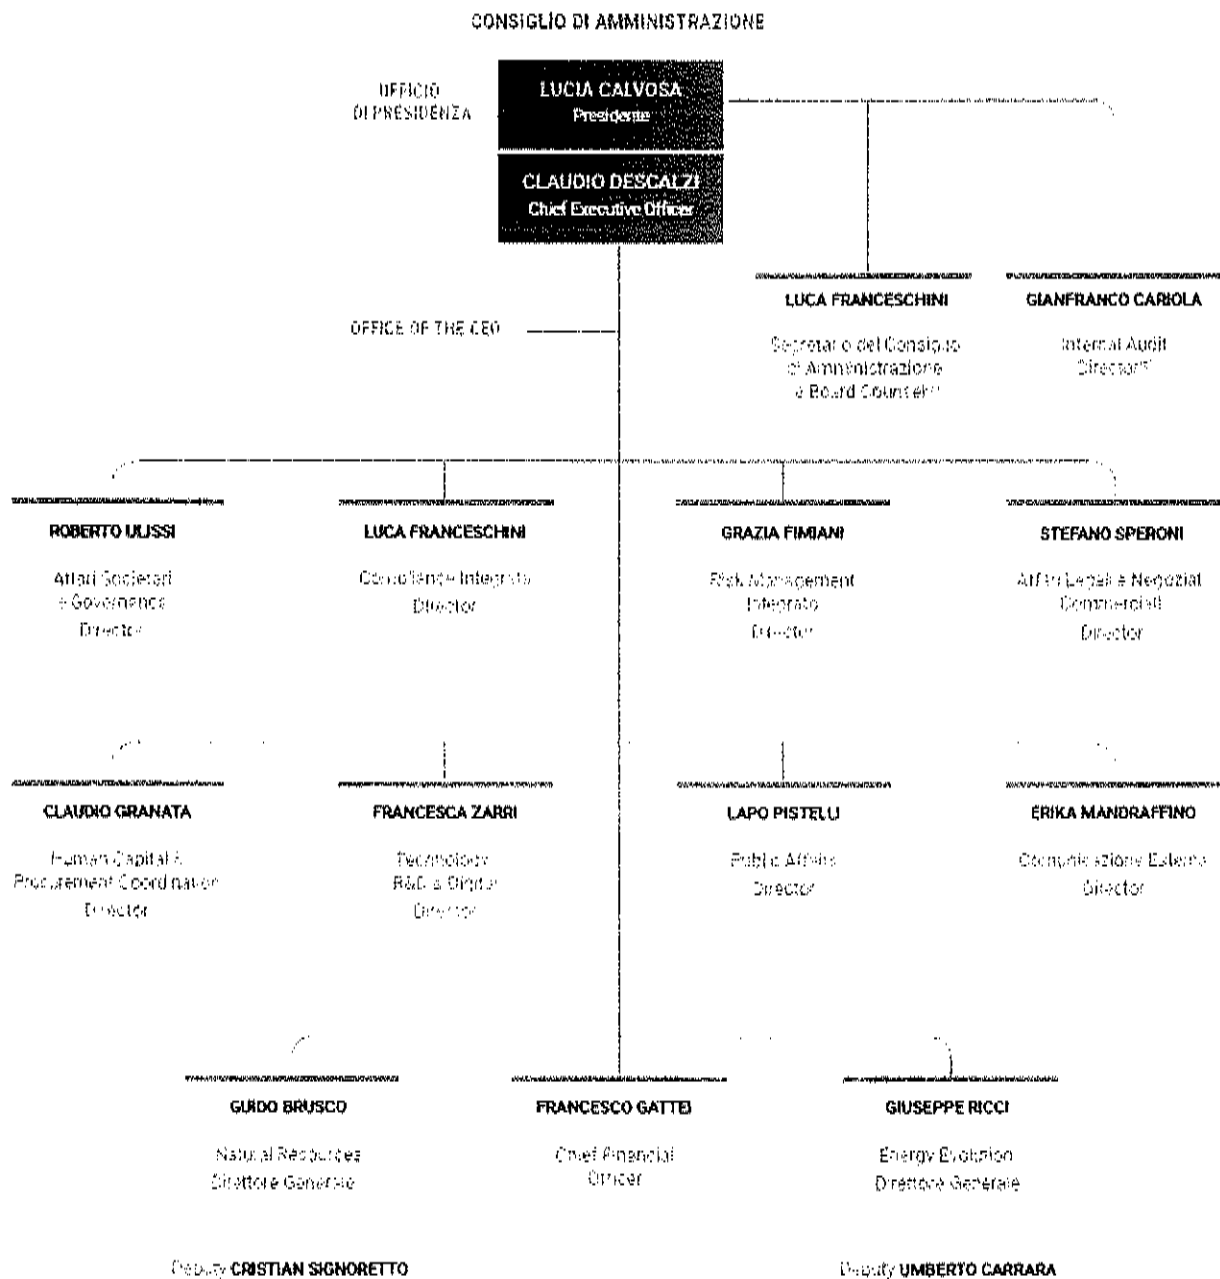 CONSIGLIO DI AMMINISTRAZIONE
UFFICIO
DI PRESIDENZA
LUCIA CALVOSA
Presidente
CLAUDIO DESCALZI
Chief Executive Officer
LUCA FRANCESCHINI
Segretario del Consiglio
di Amministrazione
e Board Counsel
GIANFRANCO CARIOLA
Internal Audit
Director
OFFICE OF THE CEO
ROBERTO ULISSI
Affari Societari
e Governance
Director
LUCA FRANCESCHINI
Compliance Integrata
Director
GRAZIA FIMIANI
Risk Management
Integrato
Director
STEFANO SPERONI
Affari Legali e Negoziati
Commerciali
Director
CLAUDIO GRANATA
Human Capital &
Procurement Coordination
Director
FRANCESCA ZARRI
Technology
R&D & Digital
Director
LAPO PISTELLI
Public Affairs
Director
ERIKA MANDRAFFINO
Comunicazione Esterna
Director
GUIDO BRUSCO
Natural Resources
Direttore Generale
FRANCESCO GATTEI
Chief Financial
Officer
GIUSEPPE RICCI
Energy Evolution
Direttore Generale
Deputy CRISTIAN SIGNORETTO
Deputy UMBERTO CARRARA